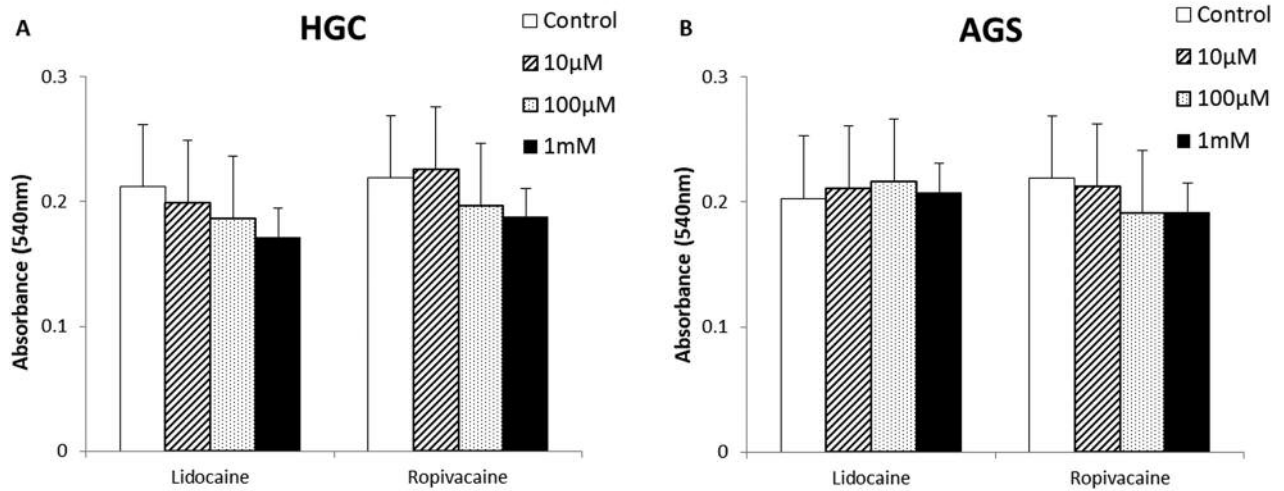 A
HGC
Control
10μM
100μM
1mM
Absorbance (540nm)
0.3
0.2
0.1
0
Lidocaine
Ropivacaine
B
AGS
Control
10μM
100μM
1mM
Absorbance (540nm)
0.3
0.2
0.1
0
Lidocaine
Ropivacaine